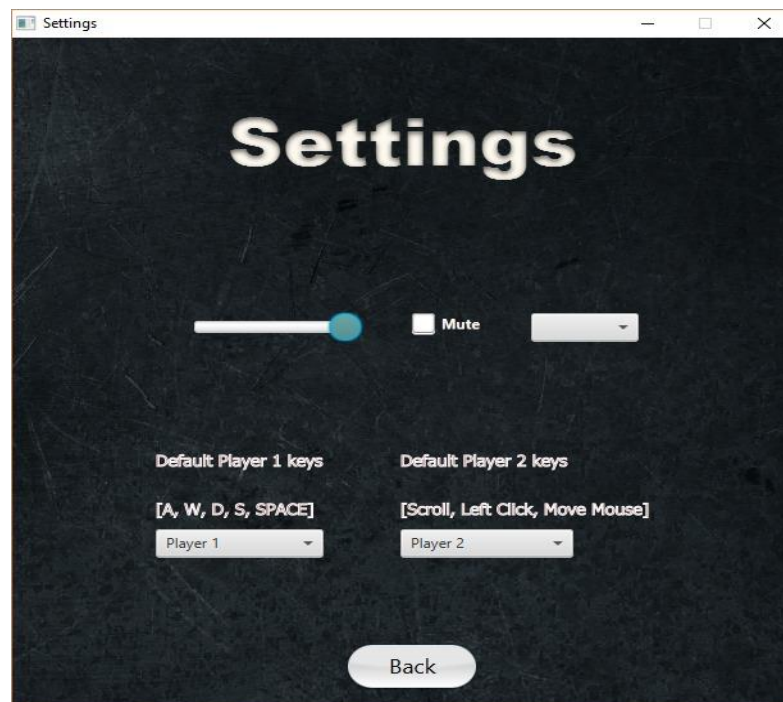 Settings
Settings
Mute
Default Player 1 keys
Default Player 2 keys
[A, W, D, S, SPACE]
[Scroll, Left Click, Move Mouse]
Player 1
Player 2
Back